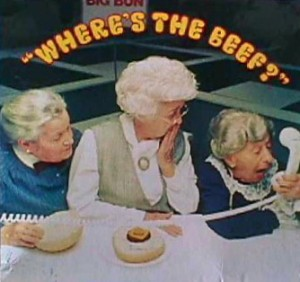 BIG BUN
"WHERE'S THE BEEF?"